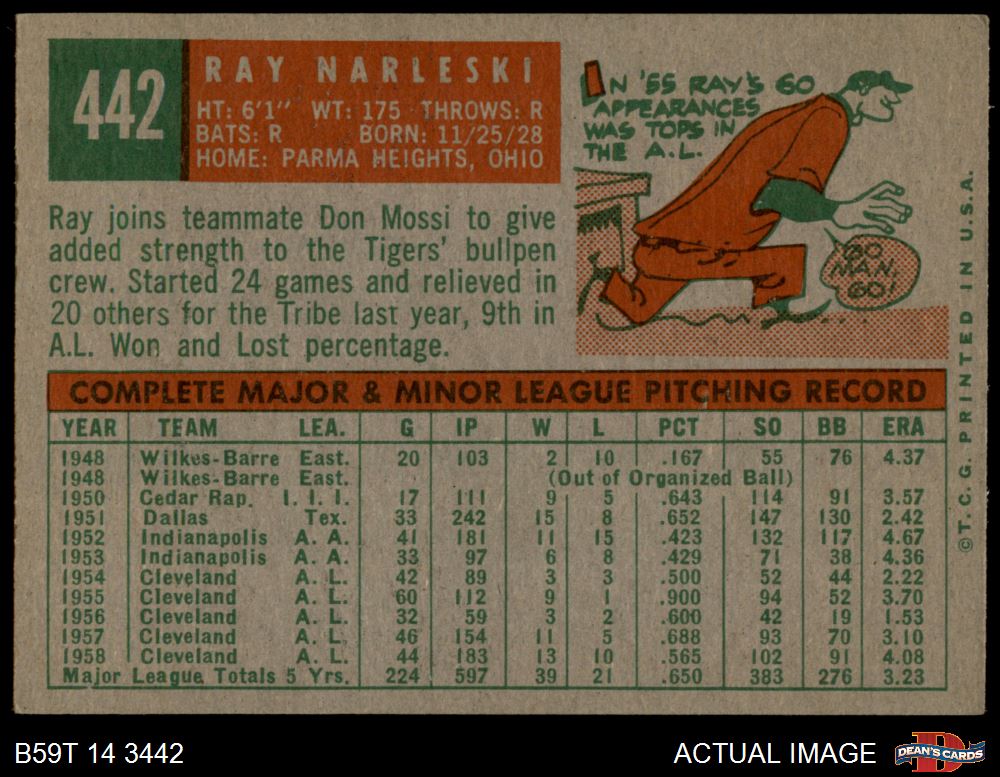 442
RAY NARLESKI
HT: 6'1" WT: 175 THROWS: R
BATS: R BORN: 11/25/28
HOME: PARMA HEIGHTS, OHIO
IN '55 RAY'S 60
APPEARANCES
WAS TOPS IN
THE A.L.
GO
MAN,
GO!
Ray joins teammate Don Mossi to give
added strength to the Tigers' bullpen
crew. Started 24 games and relieved in
20 others for the Tribe last year, 9th in
A.L. Won and Lost percentage.
COMPLETE MAJOR & MINOR LEAGUE PITCHING RECORD
YEAR TEAM LEA. G IP W L PCT SO BB ERA
1948 Wilkes-Barre East. 20 103 2 10 .167 55 76 4.37
1948 Wilkes-Barre East. (Out of Organized Ball)
1950 Cedar Rap. I. I. I. 17 111 9 5 .643 114 91 3.57
1951 Dallas Tex. 33 242 15 8 .652 147 130 2.42
1952 Indianapolis A. A. 41 181 11 15 .423 132 117 4.67
1953 Indianapolis A. A. 33 97 6 8 .429 71 38 4.36
1954 Cleveland A. L. 42 89 3 3 .500 52 44 2.22
1955 Cleveland A. L. 60 112 9 1 .900 94 52 3.70
1956 Cleveland A. L. 32 59 3 2 .600 42 19 1.53
1957 Cleveland A. L. 46 154 11 5 .688 93 70 3.10
1958 Cleveland A. L. 44 183 13 10 .565 102 91 4.08
Major League Totals 5 Yrs. 224 597 39 21 .650 383 276 3.23
©T.C.G. PRINTED IN U.S.A.
B59T 14 3442
ACTUAL IMAGE
DEAN'S CARDS